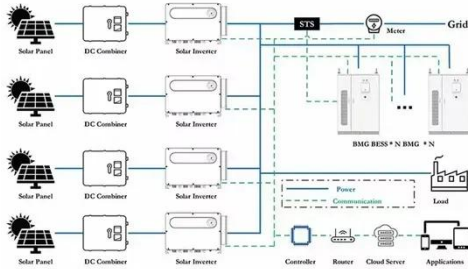 STS
Meter
Grid
Solar Panel
DC Combiner
Solar Inverter
Solar Panel
DC Combiner
Solar Inverter
BMG BESS * N BMG * N
Solar Panel
DC Combiner
Solar Inverter
Power
Communication
Load
Solar Panel
DC Combiner
Solar Inverter
Controller
Router
Cloud Server
Applications